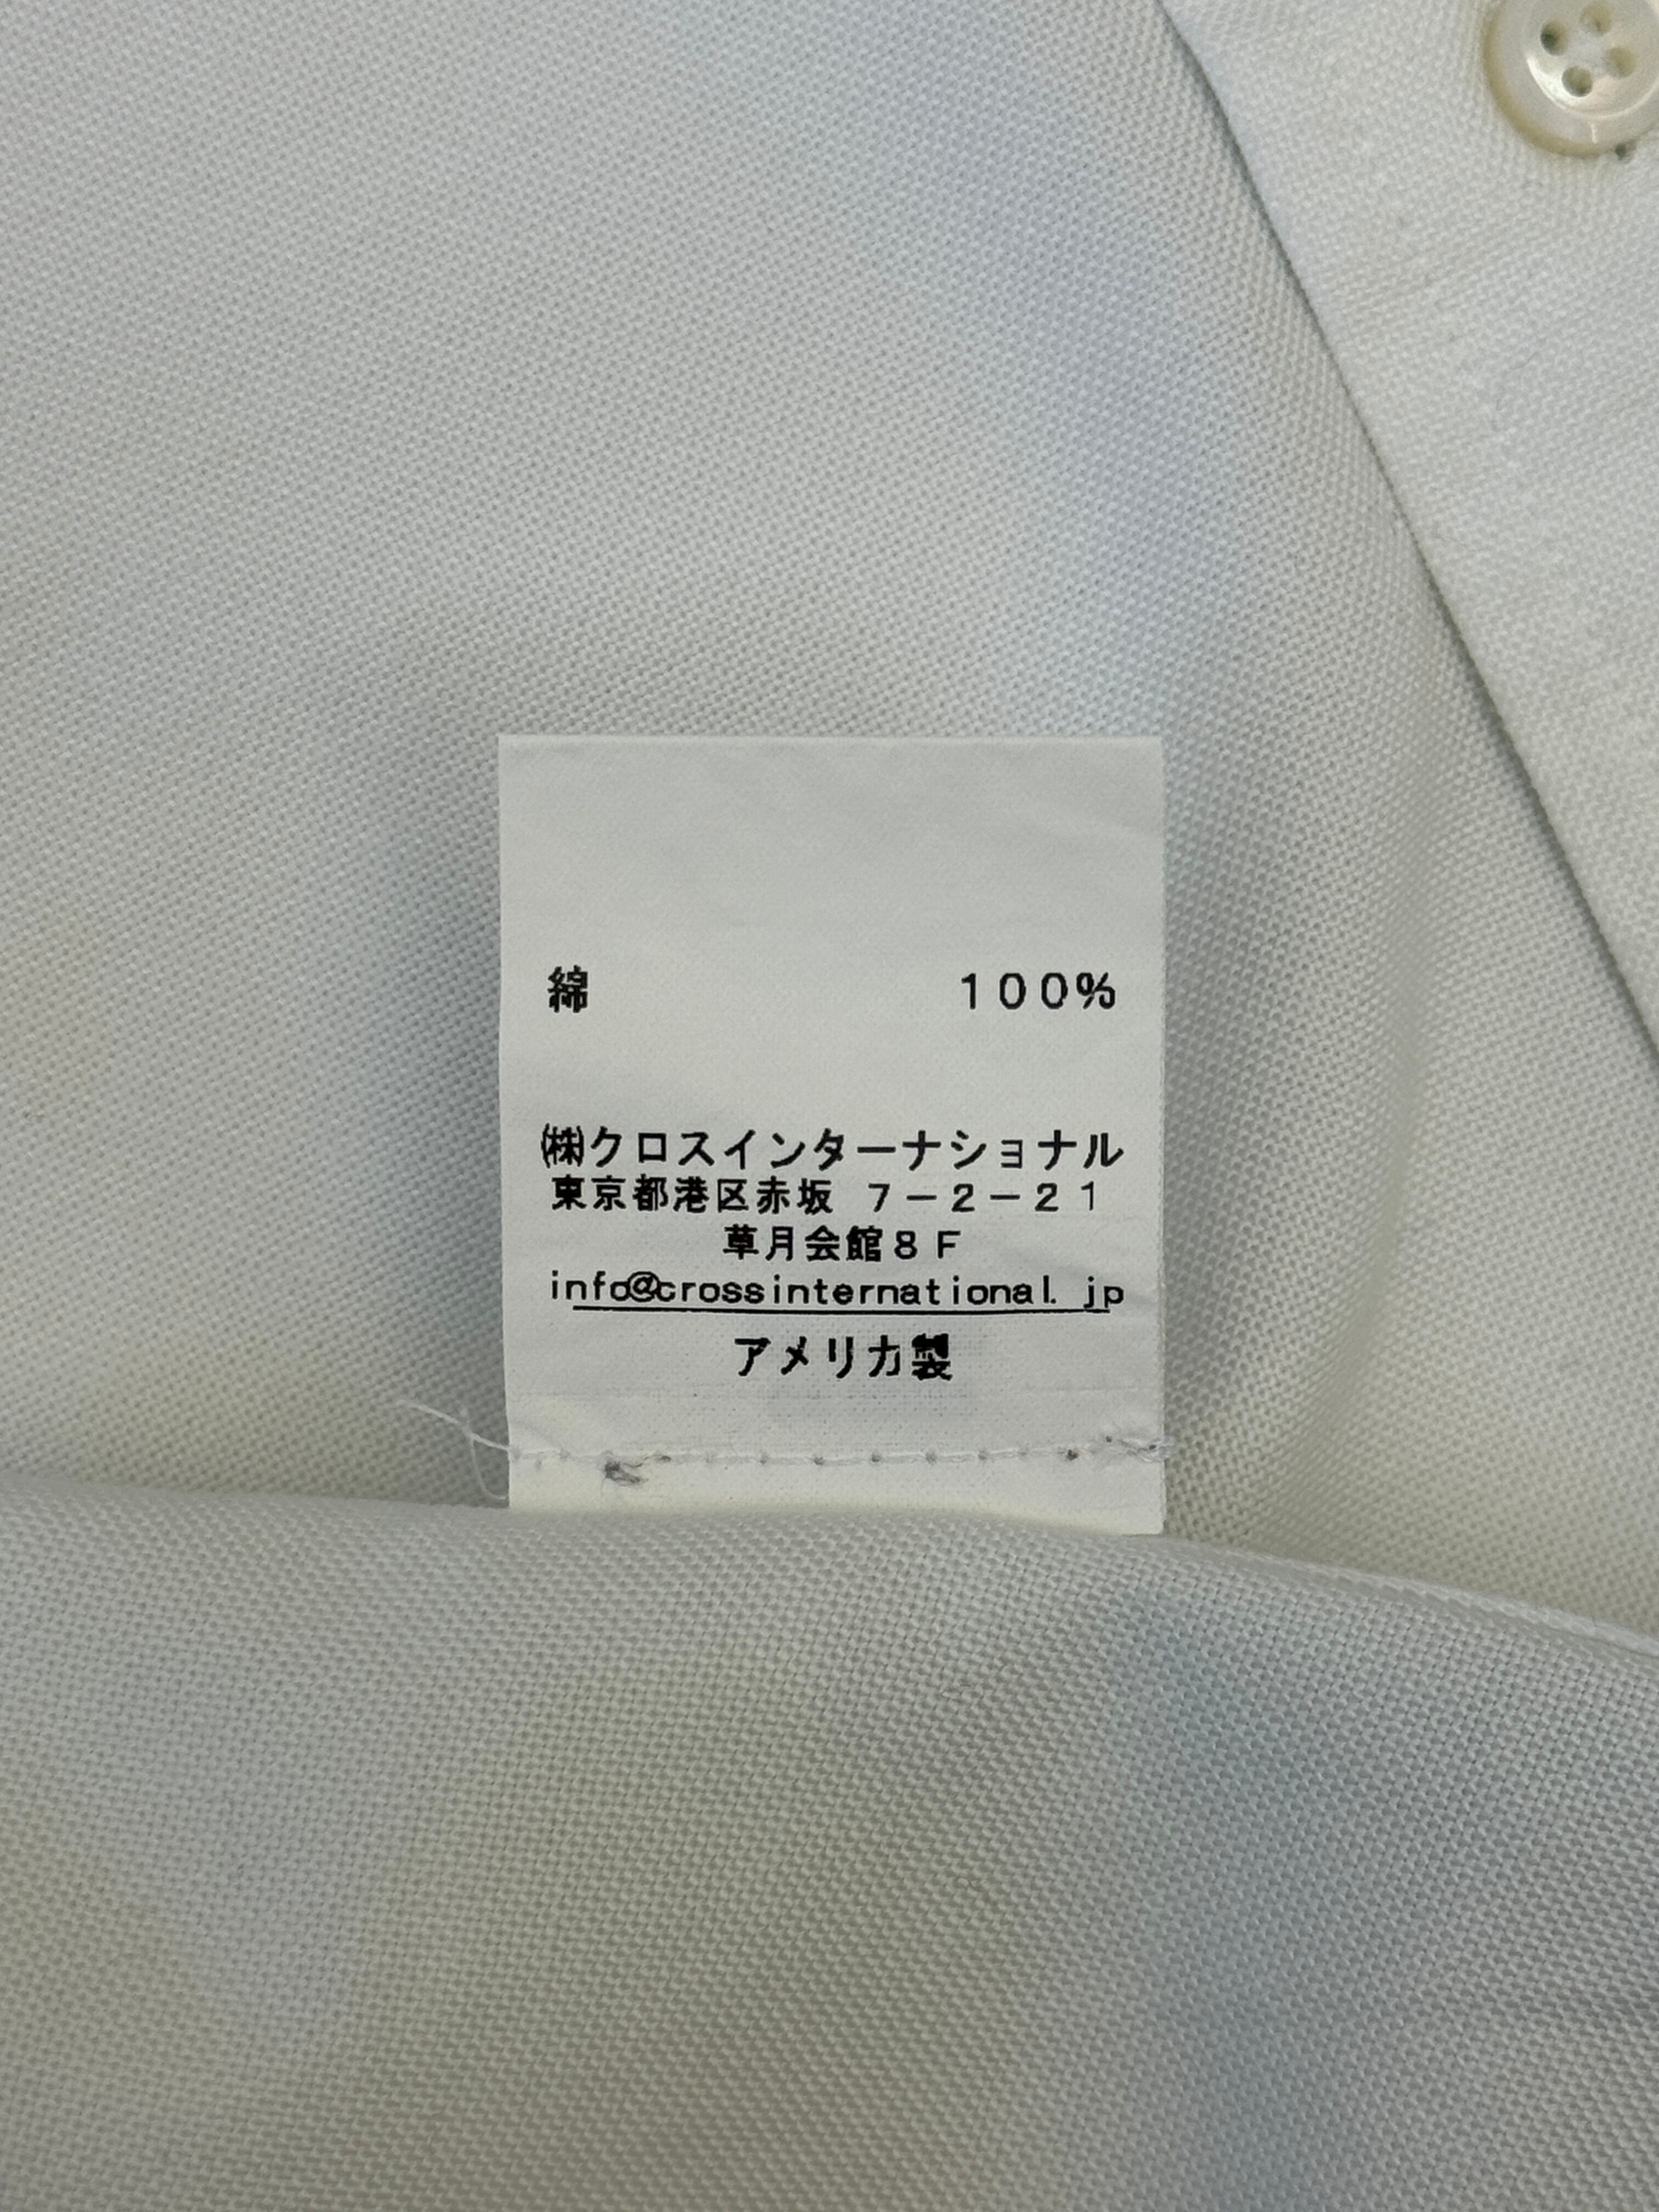 綿 100%
㈱クロスインターナショナル
東京都港区赤坂 7-2-21
草月会館8F
info@crossinternational.jp
アメリカ製